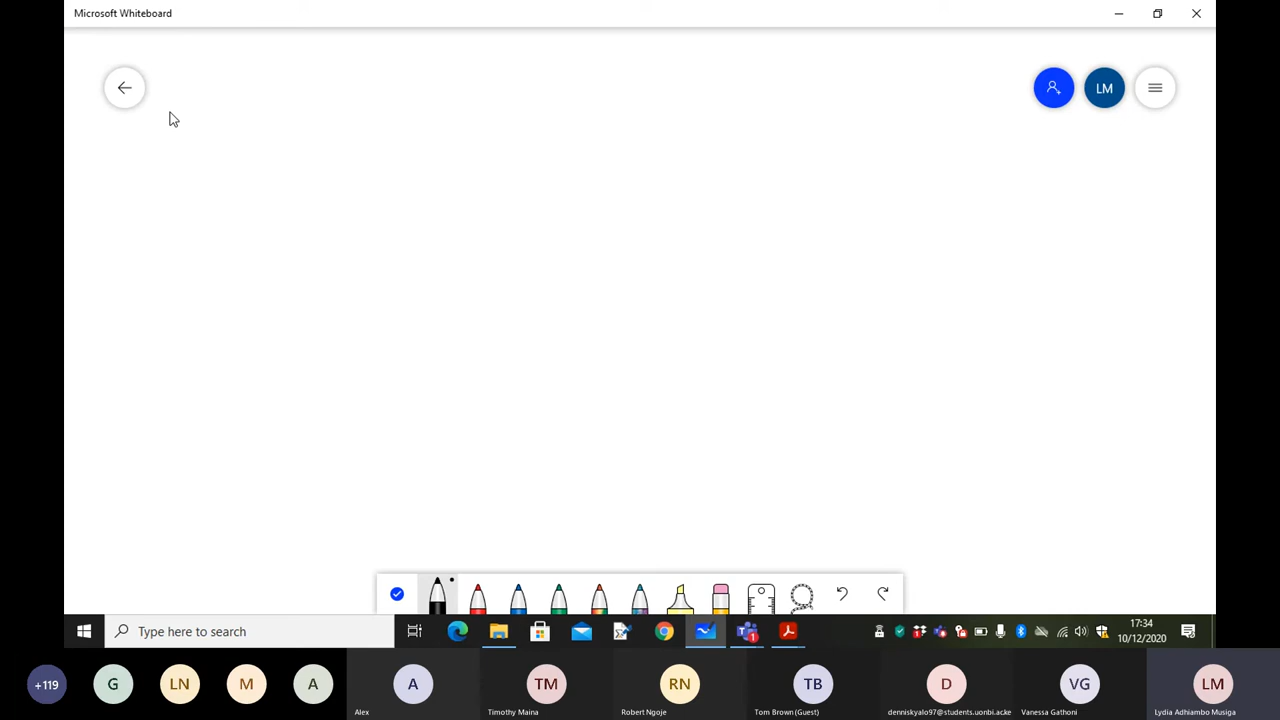 Microsoft Whiteboard
LM
Type here to search
1
17:34
10/12/2020
+119
G
LN
M
A
A
TM
RN
TB
D
VG
LM
Alex
Timothy Maina
Robert Ngoje
Tom Brown (Guest)
denniskyalo97@students.uonbi.ac.ke
Vanessa Gathoni
Lydia Adhiambo Musiga